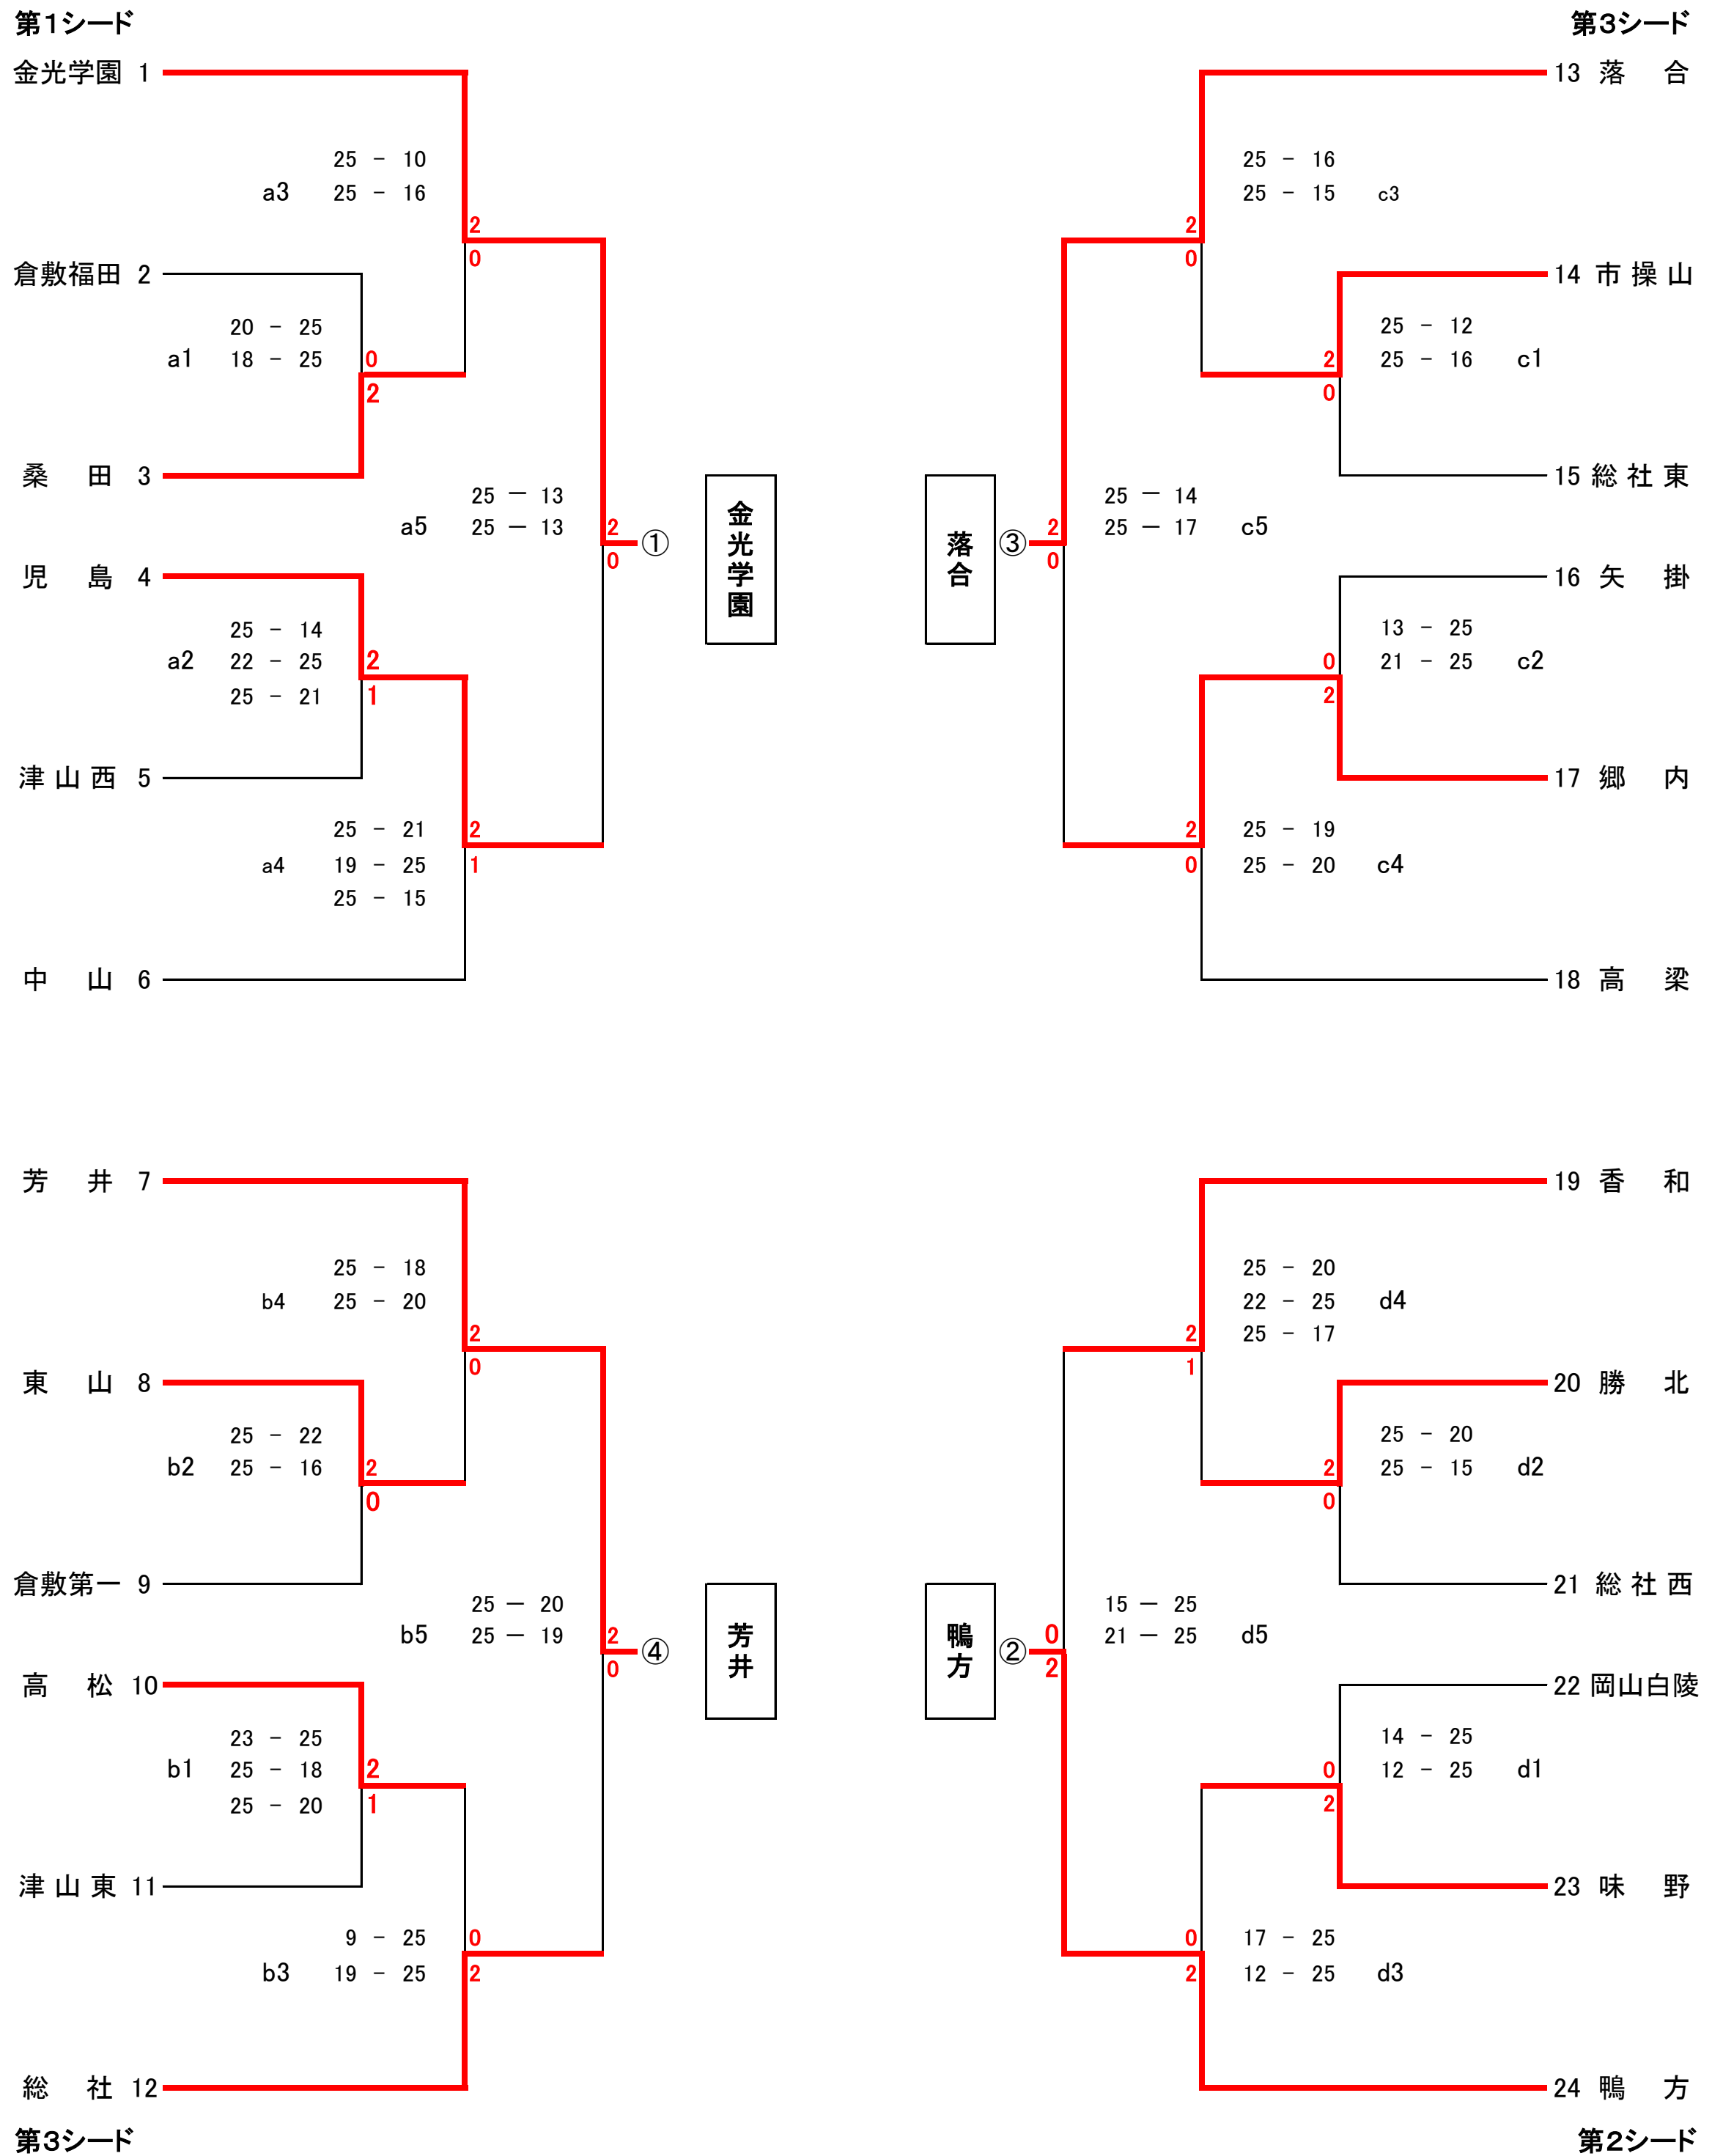 第1シード
金光学園 1
25 - 10
a3 25 - 16
2
0
倉敷福田 2
20 - 25
a1 18 - 25
0
2
桑 田 3
25 ー 13
a5 25 ー 13
2
0
①
金光学園
児 島 4
25 - 14
a2 22 - 25
25 - 21
2
1
津山西 5
25 - 21
a4 19 - 25
25 - 15
2
1
中 山 6
芳 井 7
25 - 18
b4 25 - 20
2
0
東 山 8
25 - 22
b2 25 - 16
2
0
倉敷第一 9
25 ー 20
b5 25 ー 19
2
0
④
芳井
高 松 10
23 - 25
b1 25 - 18
25 - 20
2
1
津山東 11
9 - 25
b3 19 - 25
0
2
総 社 12
第3シード
第3シード
13 落 合
25 - 16
25 - 15 c3
2
0
14 市操山
25 - 12
25 - 16 c1
2
0
15 総社東
25 ー 14
25 ー 17 c5
2
0
③
落合
16 矢 掛
13 - 25
21 - 25 c2
0
2
17 郷 内
25 - 19
25 - 20 c4
2
0
18 高 梁
19 香 和
25 - 20
22 - 25 d4
25 - 17
2
1
20 勝 北
25 - 20
25 - 15 d2
2
0
21 総社西
15 ー 25
21 ー 25 d5
0
2
②
鴨方
22 岡山白陵
14 - 25
12 - 25 d1
0
2
23 味 野
17 - 25
12 - 25 d3
0
2
24 鴨 方
第2シード